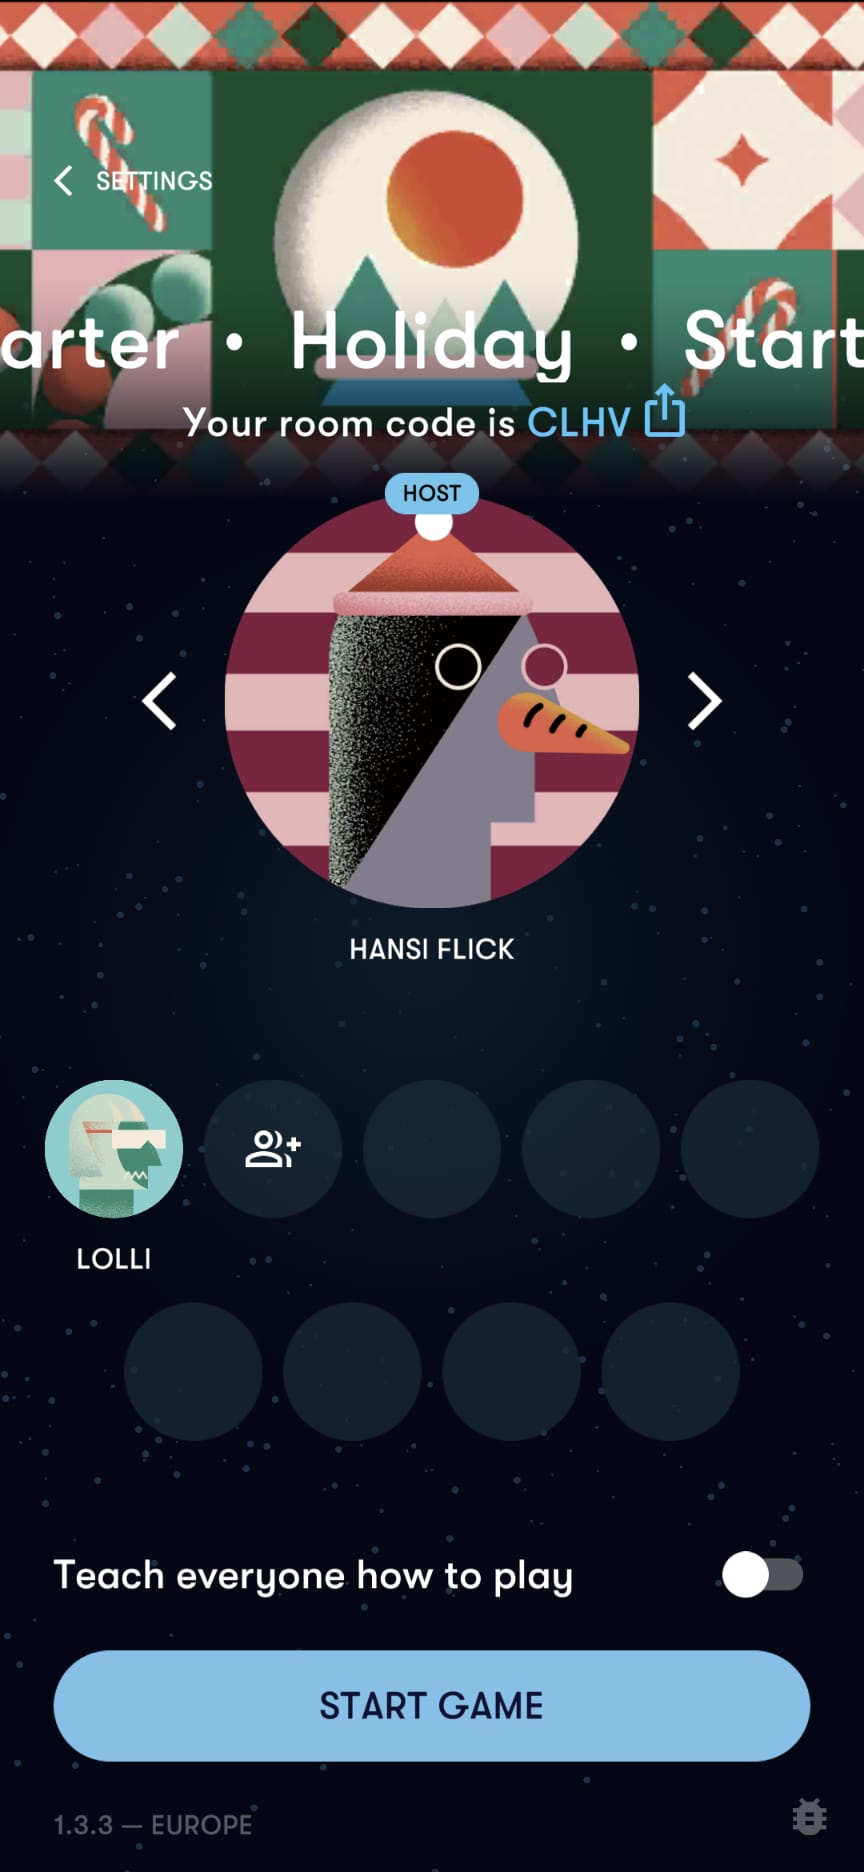 SETTINGS
arter • Holiday • Start
Your room code is CLHV
HOST
HANSI FLICK
LOLLI
Teach everyone how to play
START GAME
1.3.3 — EUROPE